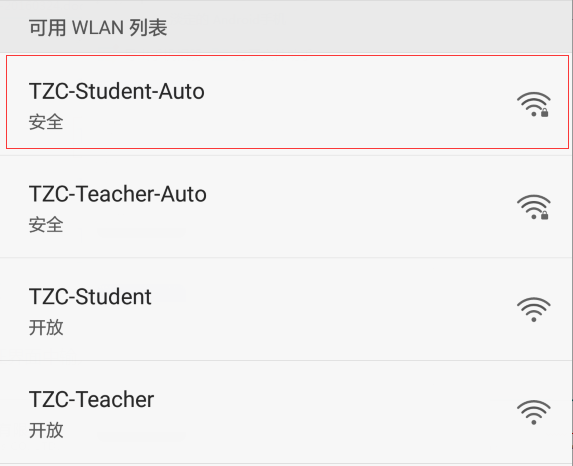 可用 WLAN 列表
TZC-Student-Auto
安全
TZC-Teacher-Auto
安全
TZC-Student
开放
TZC-Teacher
开放